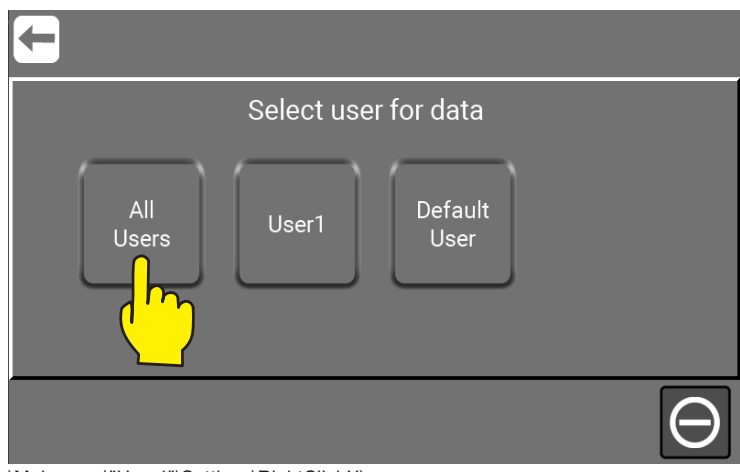 Select user for data
All
Users
User1
Default
User